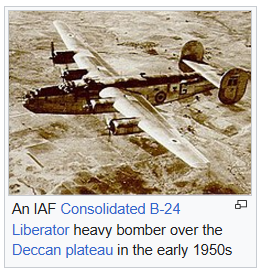 An IAF Consolidated B-24
Liberator heavy bomber over the
Deccan plateau in the early 1950s